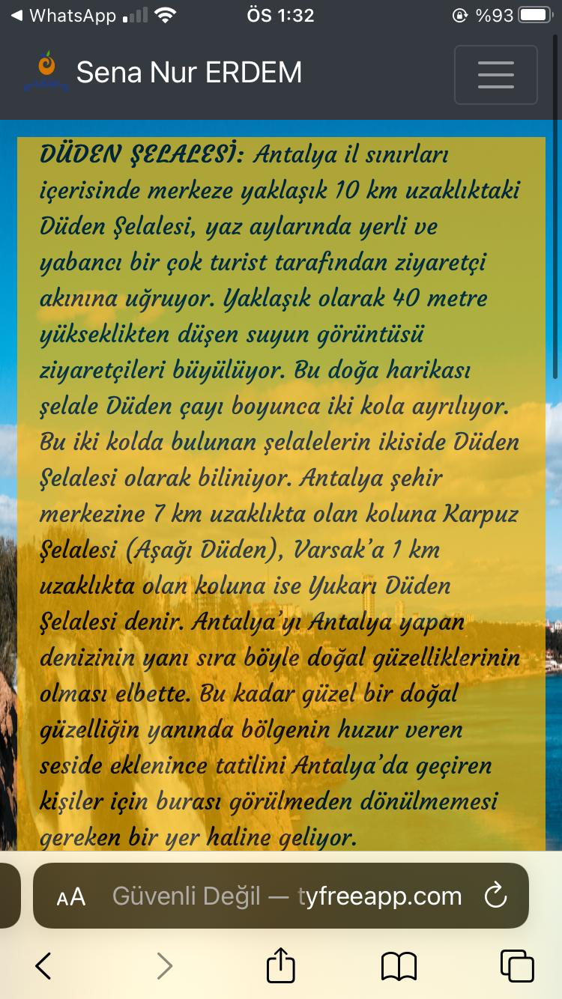 WhatsApp ÖS 1:32 %93
Sena Nur ERDEM
DÜDEN ŞELALESİ: Antalya il sınırları
içerisinde merkeze yaklaşık 10 km uzaklıktaki
Düden Şelalesi, yaz aylarında yerli ve
yabancı bir çok turist tarafından ziyaretçi
akınına uğruyor. Yaklaşık olarak 40 metre
yükseklikten düşen suyun görüntüsü
ziyaretçileri büyülüyor. Bu doğa harikası
şelale Düden çayı boyunca iki kola ayrılıyor.
Bu iki kolda bulunan şelalelerin ikiside Düden
Şelalesi olarak biliniyor. Antalya şehir
merkezine 7 km uzaklıkta olan koluna Karpuz
Şelalesi (Aşağı Düden), Varsak’a 1 km
uzaklıkta olan koluna ise Yukarı Düden
Şelalesi denir. Antalya’yı Antalya yapan
denizinin yanı sıra böyle doğal güzelliklerinin
olması elbette. Bu kadar güzel bir doğal
güzelliğin yanında bölgenin huzur veren
seside eklenince tatilini Antalya’da geçiren
kişiler için burası görülmeden dönülmemesi
gereken bir yer haline geliyor.
AA Güvenli Değil — tyfreeapp.com